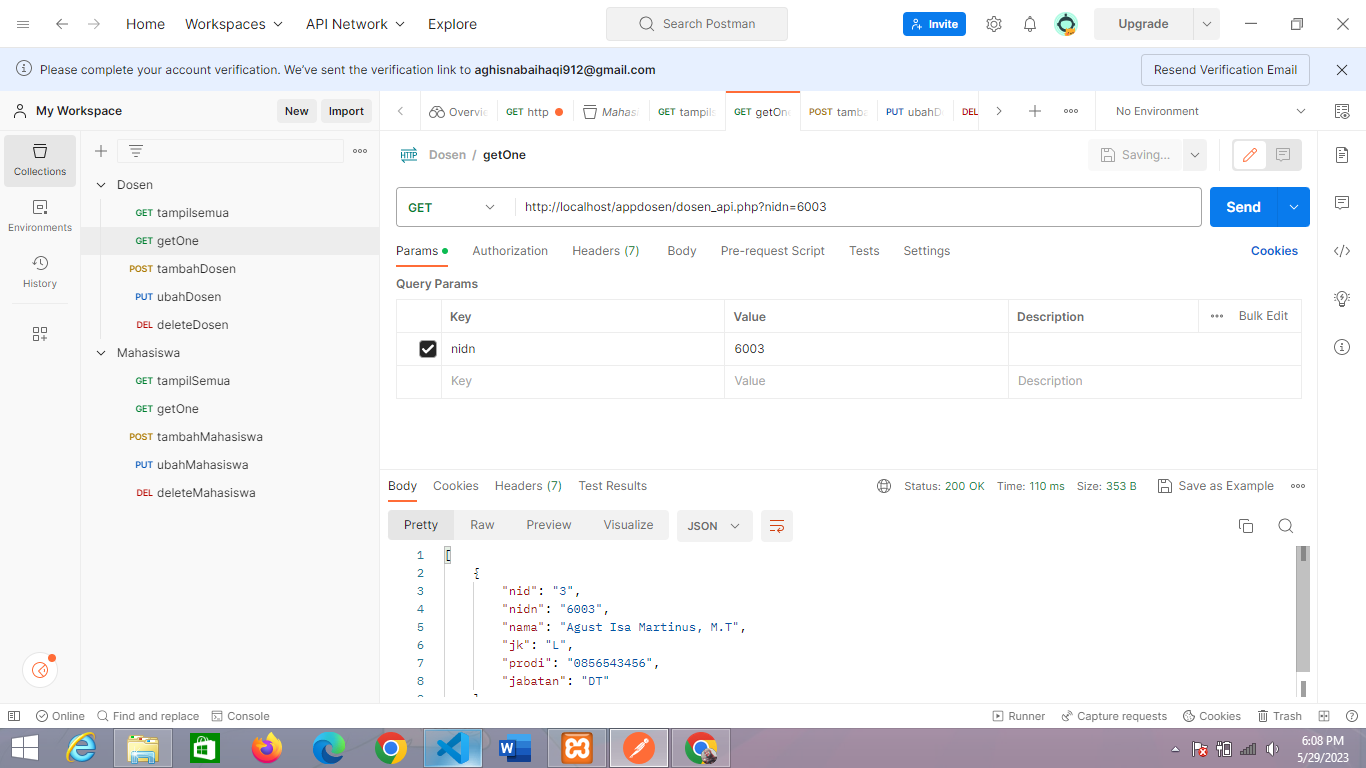 Home Workspaces API Network Explore Search Postman Invite Upgrade
Please complete your account verification. We've sent the verification link to aghisnabaihaqi912@gmail.com Resend Verification Email
My Workspace New Import Overvie GET http Mahasis GET tampils GET getOn POST tamba PUT ubahD DEL No Environment
Collections
Environments
History
Dosen
GET tampilsemua
GET getOne
POST tambahDosen
PUT ubahDosen
DEL deleteDosen
Mahasiswa
GET tampilSemua
GET getOne
POST tambahMahasiswa
PUT ubahMahasiswa
DEL deleteMahasiswa
HTTP Dosen / getOne Saving...
GET http://localhost/appdosen/dosen_api.php?nidn=6003 Send
Params Authorization Headers (7) Body Pre-request Script Tests Settings Cookies
Query Params
Key Value Description Bulk Edit
nidn 6003
Key Value Description
Body Cookies Headers (7) Test Results Status: 200 OK Time: 110 ms Size: 353 B Save as Example
Pretty Raw Preview Visualize JSON
1 [
2 {
3 "nid": "3",
4 "nidn": "6003",
5 "nama": "Agust Isa Martinus, M.T",
6 "jk": "L",
7 "prodi": "0856543456",
8 "jabatan": "DT"
Online Find and replace Console Runner Capture requests Cookies Trash
6:08 PM
5/29/2023